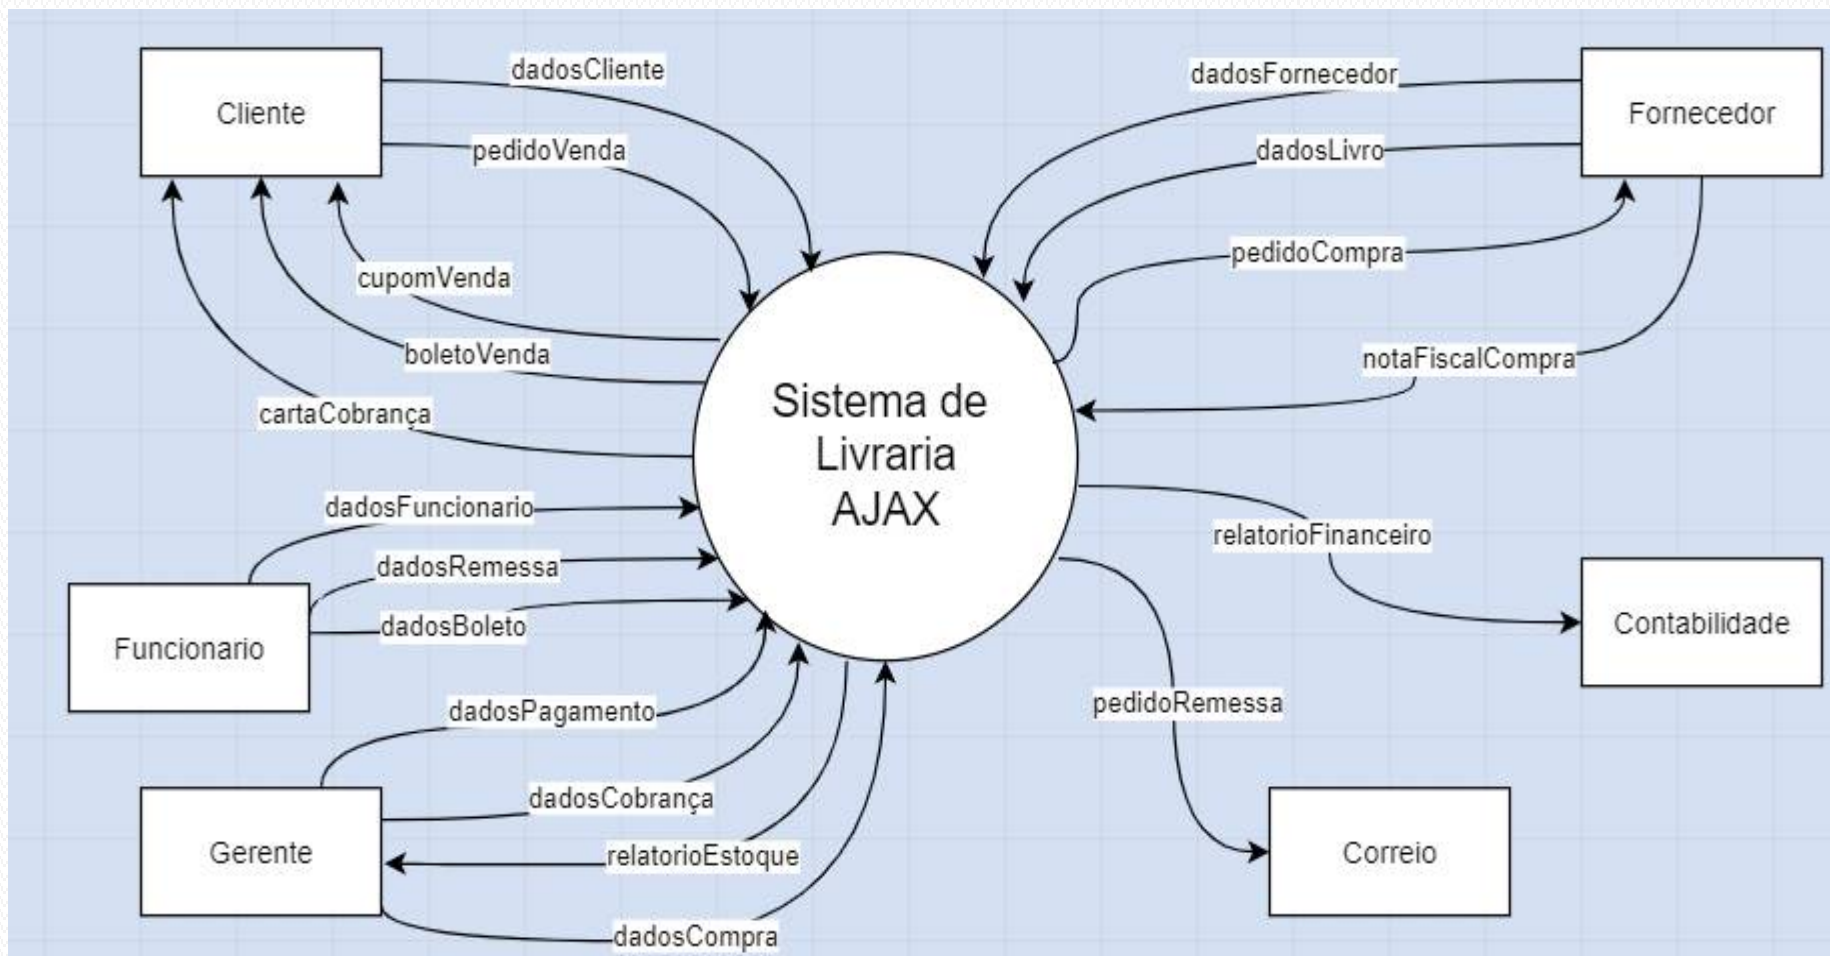 dadosCliente
dadosFornecedor
Cliente
Fornecedor
pedidoVenda
dadosLivro
cupomVenda
pedidoCompra
boletoVenda
notaFiscalCompra
cartaCobrança
Sistema de
Livraria
AJAX
dadosFuncionario
relatorioFinanceiro
dadosRemessa
dadosBoleto
Contabilidade
Funcionario
dadosPagamento
pedidoRemessa
dadosCobrança
Gerente
relatorioEstoque
Correio
dadosCompra